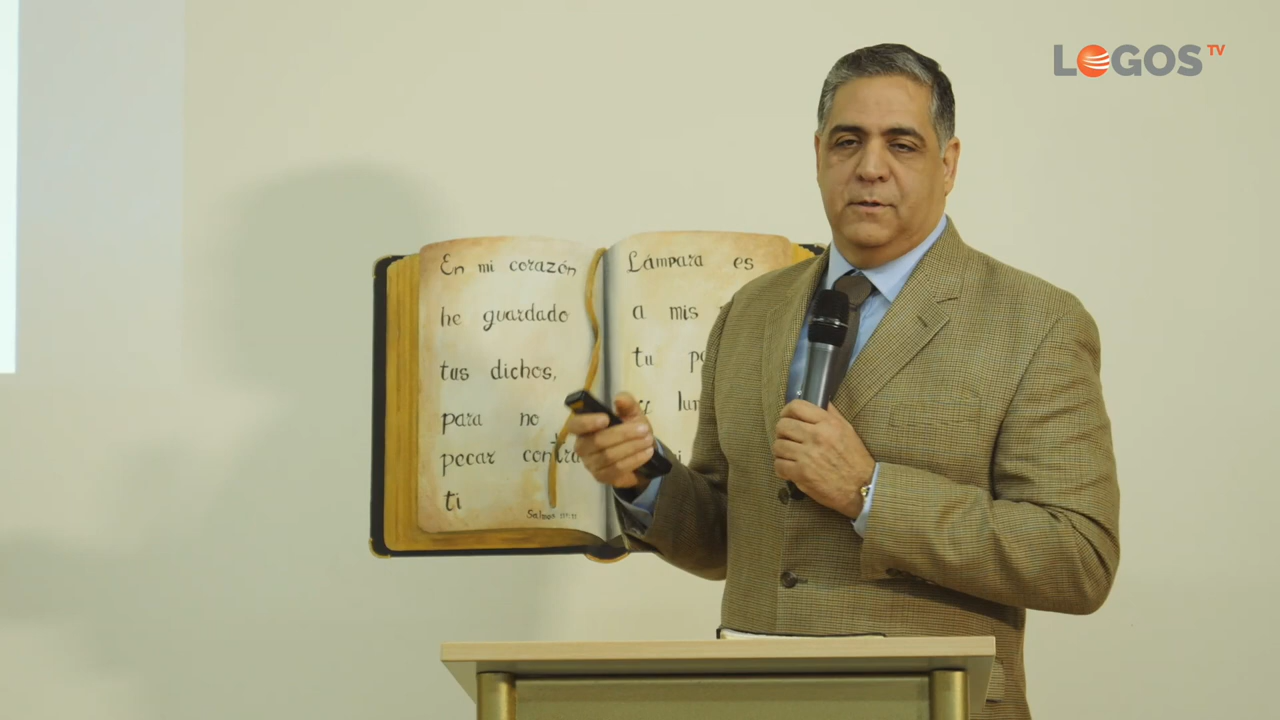 LOGOS TV
En mi corazón
he guardado
tus dichos,
para no
pecar contra
ti
Lámpara es
a mis
tu